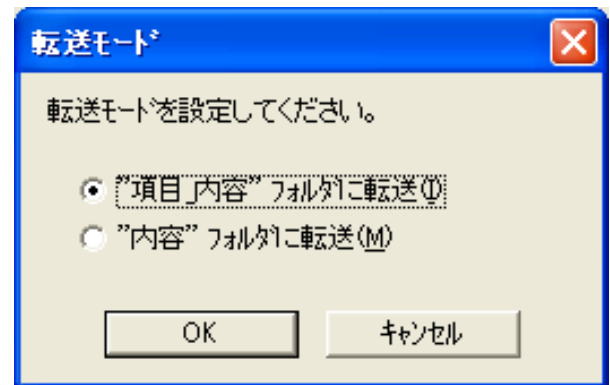 転送モード
転送モードを設定してください。
"項目_内容" フォルダに転送(I)
"内容" フォルダに転送(M)
OK
キャンセル